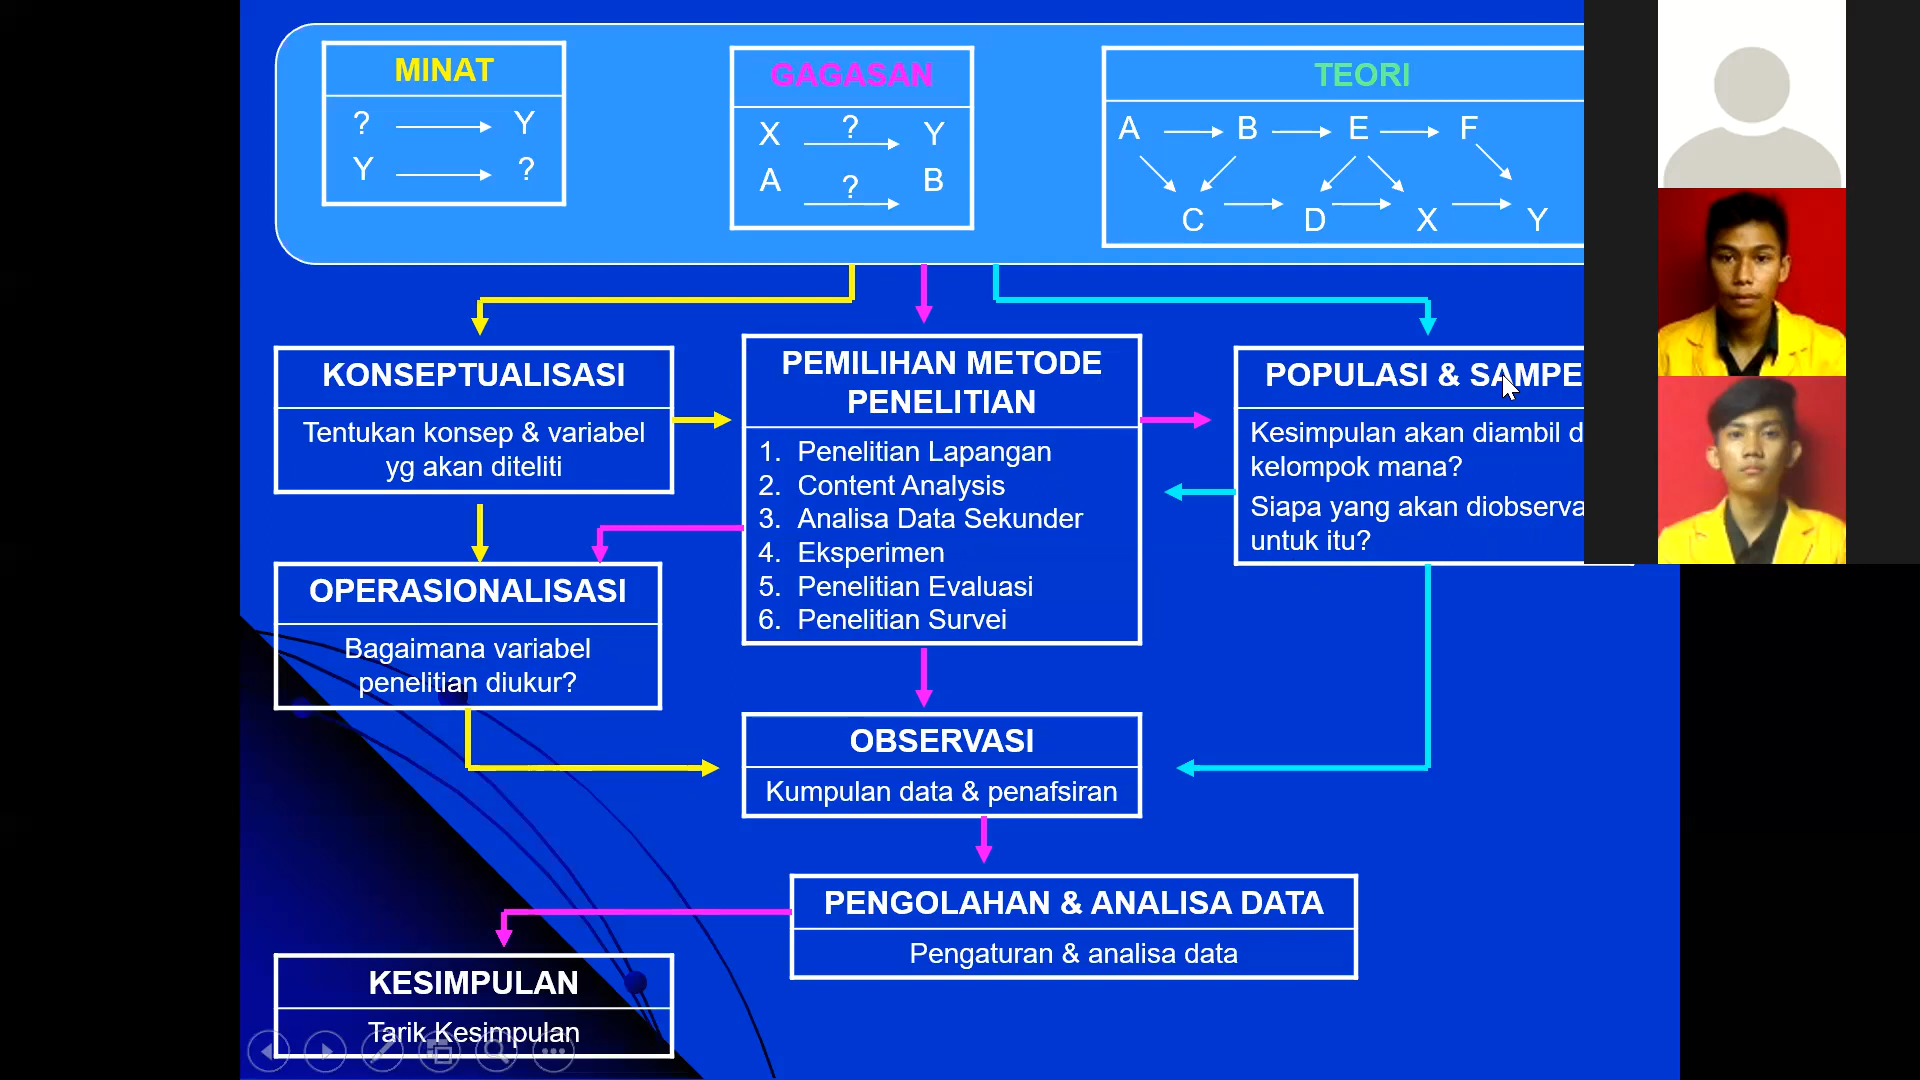 MINAT
? Y
Y ?
GAGASAN
X ? Y
A ? B
TEORI
A B E F
C D X Y
KONSEPTUALISASI
Tentukan konsep & variabel
yg akan diteliti
PEMILIHAN METODE
PENELITIAN
1. Penelitian Lapangan
2. Content Analysis
3. Analisa Data Sekunder
4. Eksperimen
5. Penelitian Evaluasi
6. Penelitian Survei
POPULASI & SAMPE
Kesimpulan akan diambil d
kelompok mana?
Siapa yang akan diobserva
untuk itu?
OPERASIONALISASI
Bagaimana variabel
penelitian diukur?
OBSERVASI
Kumpulan data & penafsiran
PENGOLAHAN & ANALISA DATA
Pengaturan & analisa data
KESIMPULAN
Tarik Kesimpulan